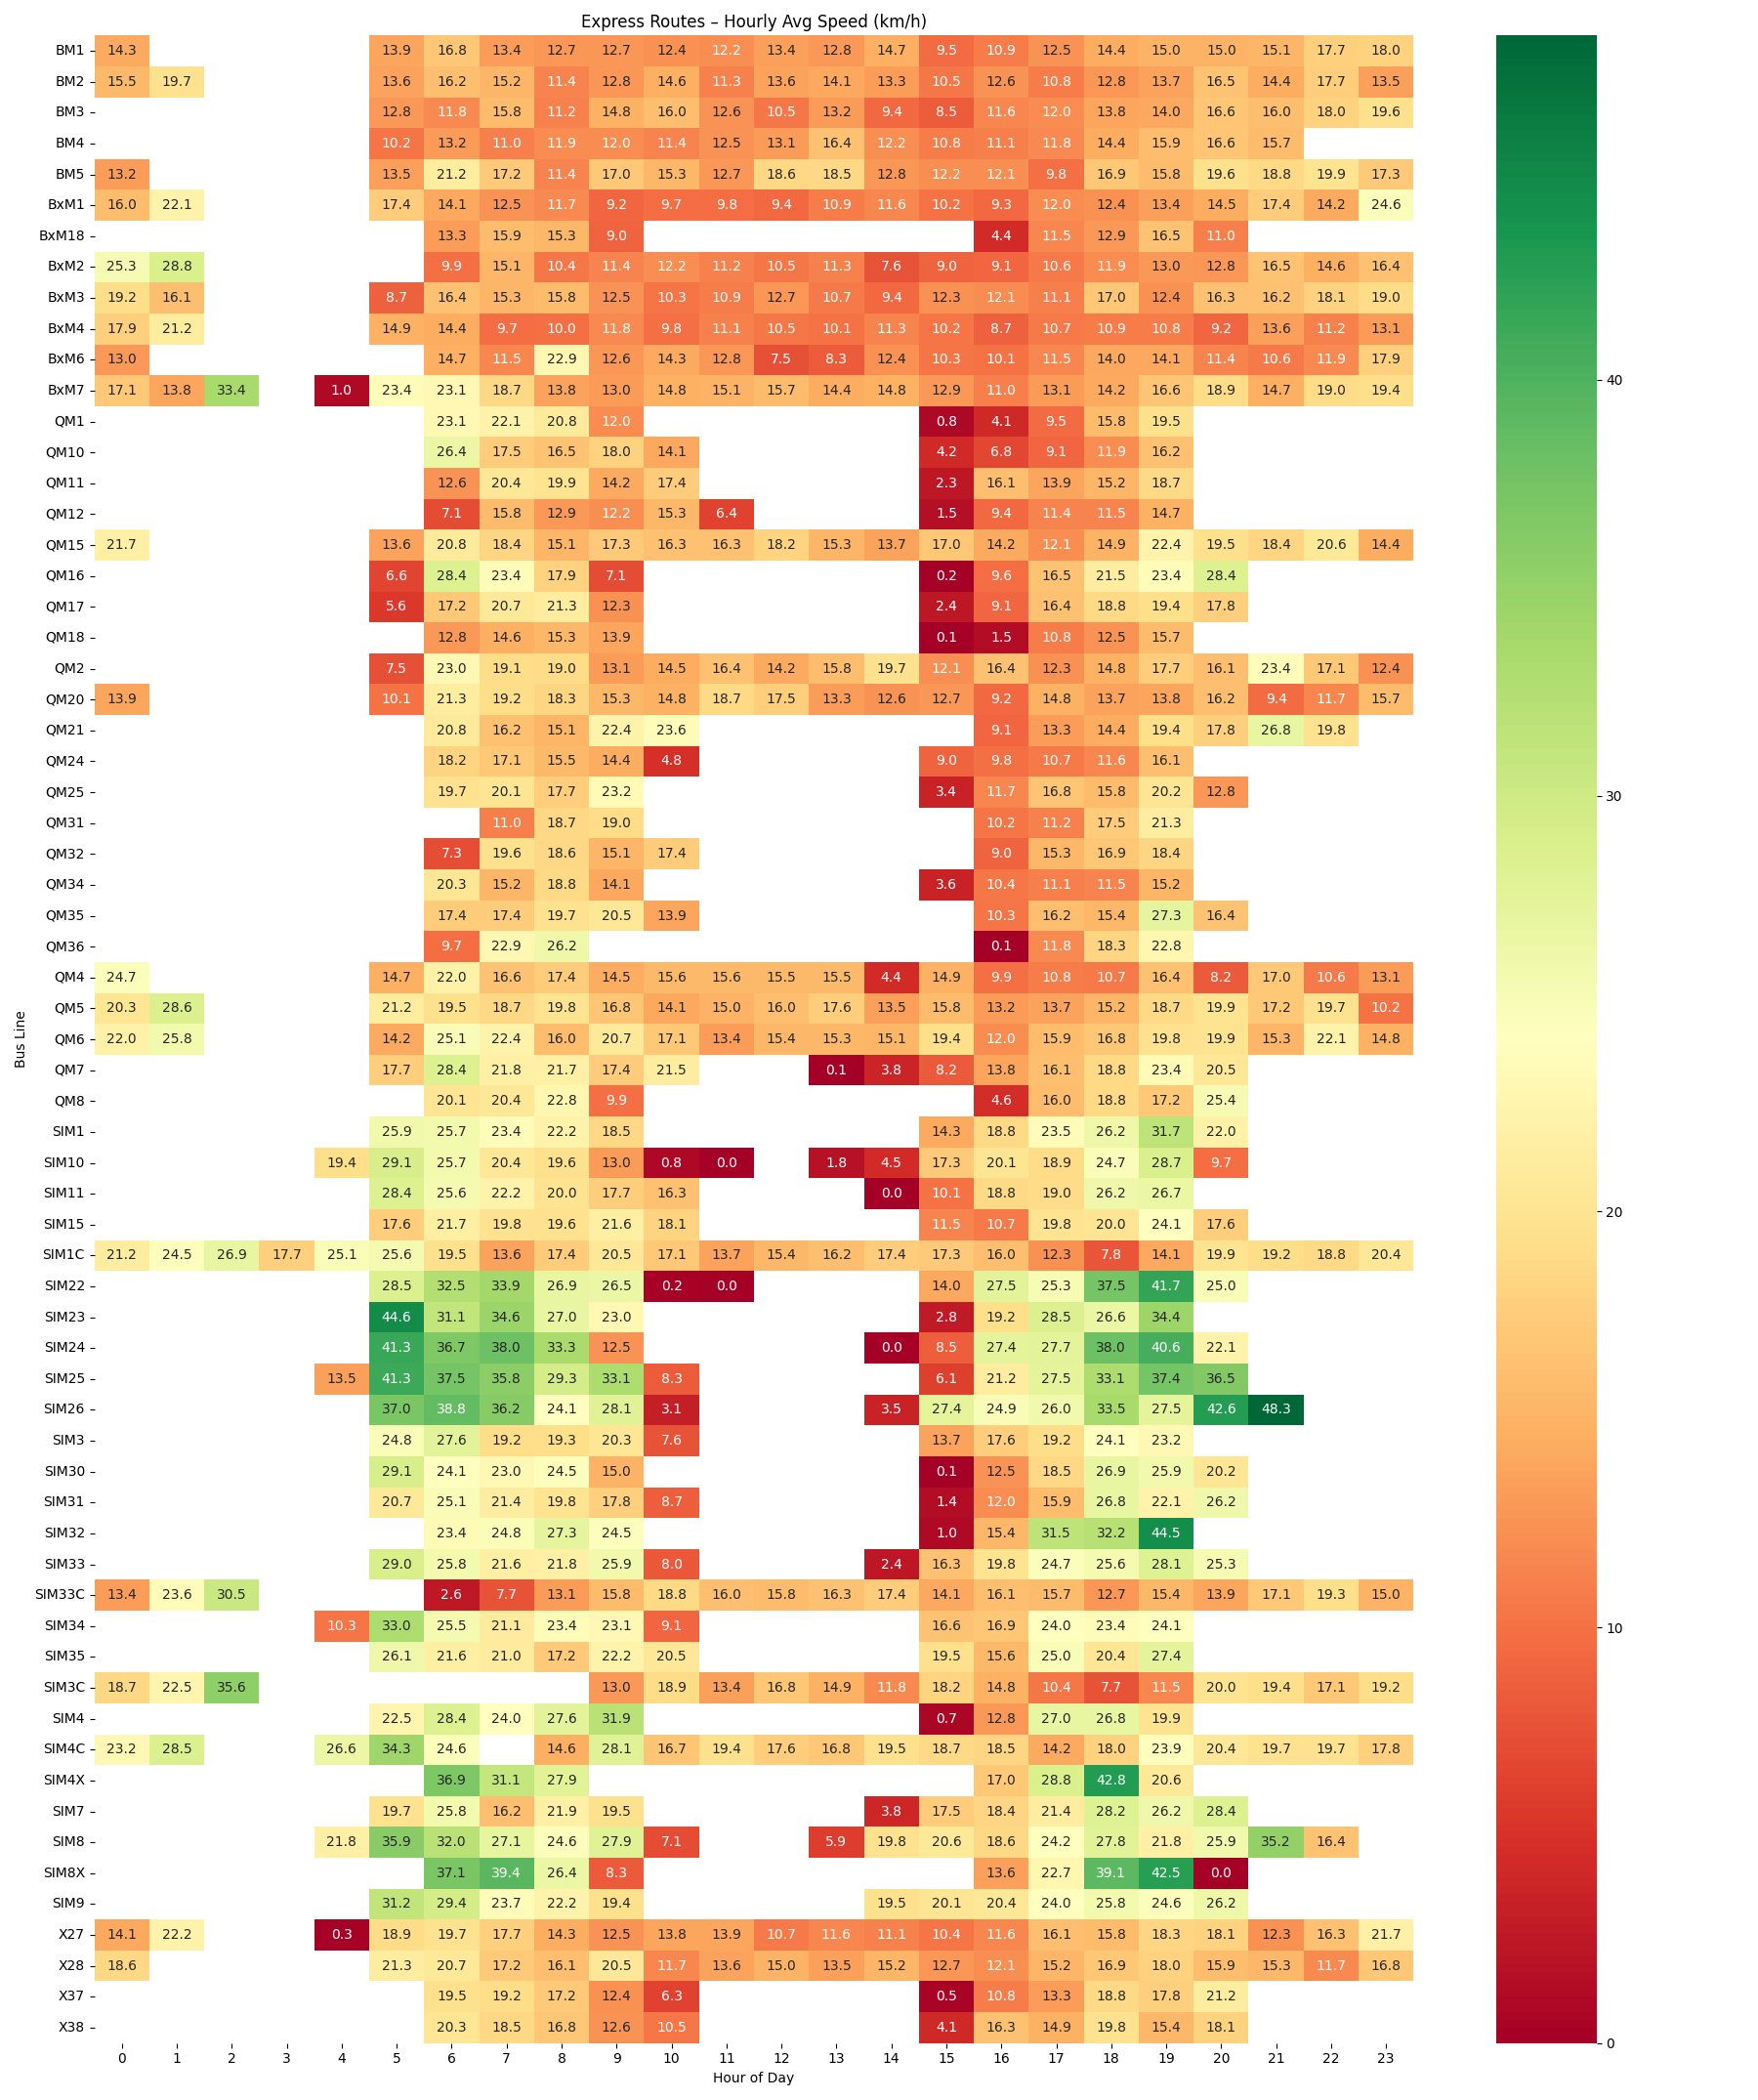 Express Routes – Hourly Avg Speed (km/h)
BM1 14.3 13.9 16.8 13.4 12.7 12.7 12.4 12.2 13.4 12.8 14.7 9.5 10.9 12.5 14.4 15.0 15.0 15.1 17.7 18.0
BM2 15.5 19.7 13.6 16.2 15.2 11.4 12.8 14.6 11.3 13.6 14.1 13.3 10.5 12.6 10.8 12.8 13.7 16.5 14.4 17.7 13.5
BM3 12.8 11.8 15.8 11.2 14.8 16.0 12.6 10.5 13.2 9.4 8.5 11.6 12.0 13.8 14.0 16.6 16.0 18.0 19.6
BM4 10.2 13.2 11.0 11.9 12.0 11.4 12.5 13.1 16.4 12.2 10.8 11.1 11.8 14.4 15.9 16.6 15.7
BM5 13.2 13.5 21.2 17.2 11.4 17.0 15.3 12.7 18.6 18.5 12.8 12.2 12.1 9.8 16.9 15.8 19.6 18.8 19.9 17.3
BxM1 16.0 22.1 17.4 14.1 12.5 11.7 9.2 9.7 9.8 9.4 10.9 11.6 10.2 9.3 12.0 12.4 13.4 14.5 17.4 14.2 24.6
BxM18 13.3 15.9 15.3 9.0 4.4 11.5 12.9 16.5 11.0
BxM2 25.3 28.8 9.9 15.1 10.4 11.4 12.2 11.2 10.5 11.3 7.6 9.0 9.1 10.6 11.9 13.0 12.8 16.5 14.6 16.4
BxM3 19.2 16.1 8.7 16.4 15.3 15.8 12.5 10.3 10.9 12.7 10.7 9.4 12.3 12.1 11.1 17.0 12.4 16.3 16.2 18.1 19.0
BxM4 17.9 21.2 14.9 14.4 9.7 10.0 11.8 9.8 11.1 10.5 10.1 11.3 10.2 8.7 10.7 10.9 10.8 9.2 13.6 11.2 13.1
BxM6 13.0 14.7 11.5 22.9 12.6 14.3 12.8 7.5 8.3 12.4 10.3 10.1 11.5 14.0 14.1 11.4 10.6 11.9 17.9
BxM7 17.1 13.8 33.4 1.0 23.4 23.1 18.7 13.8 13.0 14.8 15.1 15.7 14.4 14.8 12.9 11.0 13.1 14.2 16.6 18.9 14.7 19.0 19.4
QM1 23.1 22.1 20.8 12.0 0.8 4.1 9.5 15.8 19.5
QM10 26.4 17.5 16.5 18.0 14.1 4.2 6.8 9.1 11.9 16.2
QM11 12.6 20.4 19.9 14.2 17.4 2.3 16.1 13.9 15.2 18.7
QM12 7.1 15.8 12.9 12.2 15.3 6.4 1.5 9.4 11.4 11.5 14.7
QM15 21.7 13.6 20.8 18.4 15.1 17.3 16.3 16.3 18.2 15.3 13.7 17.0 14.2 12.1 14.9 22.4 19.5 18.4 20.6 14.4
QM16 6.6 28.4 23.4 17.9 7.1 0.2 9.6 16.5 21.5 23.4 28.4
QM17 5.6 17.2 20.7 21.3 12.3 2.4 9.1 16.4 18.8 19.4 17.8
QM18 12.8 14.6 15.3 13.9 0.1 1.5 10.8 12.5 15.7
QM2 7.5 23.0 19.1 19.0 13.1 14.5 16.4 14.2 15.8 19.7 12.1 16.4 12.3 14.8 17.7 16.1 23.4 17.1 12.4
QM20 13.9 10.1 21.3 19.2 18.3 15.3 14.8 18.7 17.5 13.3 12.6 12.7 9.2 14.8 13.7 13.8 16.2 9.4 11.7 15.7
QM21 20.8 16.2 15.1 22.4 23.6 9.1 13.3 14.4 19.4 17.8 26.8 19.8
QM24 18.2 17.1 15.5 14.4 4.8 9.0 9.8 10.7 11.6 16.1
QM25 19.7 20.1 17.7 23.2 3.4 11.7 16.8 15.8 20.2 12.8
QM31 11.0 18.7 19.0 10.2 11.2 17.5 21.3
QM32 7.3 19.6 18.6 15.1 17.4 9.0 15.3 16.9 18.4
QM34 20.3 15.2 18.8 14.1 3.6 10.4 11.1 11.5 15.2
QM35 17.4 17.4 19.7 20.5 13.9 10.3 16.2 15.4 27.3 16.4
QM36 9.7 22.9 26.2 0.1 11.8 18.3 22.8
QM4 24.7 14.7 22.0 16.6 17.4 14.5 15.6 15.6 15.5 15.5 4.4 14.9 9.9 10.8 10.7 16.4 8.2 17.0 10.6 13.1
QM5 20.3 28.6 21.2 19.5 18.7 19.8 16.8 14.1 15.0 16.0 17.6 13.5 15.8 13.2 13.7 15.2 18.7 19.9 17.2 19.7 10.2
QM6 22.0 25.8 14.2 25.1 22.4 16.0 20.7 17.1 13.4 15.4 15.3 15.1 19.4 12.0 15.9 16.8 19.8 19.9 15.3 22.1 14.8
QM7 17.7 28.4 21.8 21.7 17.4 21.5 0.1 3.8 8.2 13.8 16.1 18.8 23.4 20.5
QM8 20.1 20.4 22.8 9.9 4.6 16.0 18.8 17.2 25.4
SIM1 25.9 25.7 23.4 22.2 18.5 14.3 18.8 23.5 26.2 31.7 22.0
SIM10 19.4 29.1 25.7 20.4 19.6 13.0 0.8 0.0 1.8 4.5 17.3 20.1 18.9 24.7 28.7 9.7
SIM11 28.4 25.6 22.2 20.0 17.7 16.3 0.0 10.1 18.8 19.0 26.2 26.7
SIM15 17.6 21.7 19.8 19.6 21.6 18.1 11.5 10.7 19.8 20.0 24.1 17.6
SIM1C 21.2 24.5 26.9 17.7 25.1 25.6 19.5 13.6 17.4 20.5 17.1 13.7 15.4 16.2 17.4 17.3 16.0 12.3 7.8 14.1 19.9 19.2 18.8 20.4
SIM22 28.5 32.5 33.9 26.9 26.5 0.2 0.0 14.0 27.5 25.3 37.5 41.7 25.0
SIM23 44.6 31.1 34.6 27.0 23.0 2.8 19.2 28.5 26.6 34.4
SIM24 41.3 36.7 38.0 33.3 12.5 0.0 8.5 27.4 27.7 38.0 40.6 22.1
SIM25 13.5 41.3 37.5 35.8 29.3 33.1 8.3 6.1 21.2 27.5 33.1 37.4 36.5
SIM26 37.0 38.8 36.2 24.1 28.1 3.1 3.5 27.4 24.9 26.0 33.5 27.5 42.6 48.3
SIM3 24.8 27.6 19.2 19.3 20.3 7.6 13.7 17.6 19.2 24.1 23.2
SIM30 29.1 24.1 23.0 24.5 15.0 0.1 12.5 18.5 26.9 25.9 20.2
SIM31 20.7 25.1 21.4 19.8 17.8 8.7 1.4 12.0 15.9 26.8 22.1 26.2
SIM32 23.4 24.8 27.3 24.5 1.0 15.4 31.5 32.2 44.5
SIM33 29.0 25.8 21.6 21.8 25.9 8.0 2.4 16.3 19.8 24.7 25.6 28.1 25.3
SIM33C 13.4 23.6 30.5 2.6 7.7 13.1 15.8 18.8 16.0 15.8 16.3 17.4 14.1 16.1 15.7 12.7 15.4 13.9 17.1 19.3 15.0
SIM34 10.3 33.0 25.5 21.1 23.4 23.1 9.1 16.6 16.9 24.0 23.4 24.1
SIM35 26.1 21.6 21.0 17.2 22.2 20.5 19.5 15.6 25.0 20.4 27.4
SIM3C 18.7 22.5 35.6 13.0 18.9 13.4 16.8 14.9 11.8 18.2 14.8 10.4 7.7 11.5 20.0 19.4 17.1 19.2
SIM4 22.5 28.4 24.0 27.6 31.9 0.7 12.8 27.0 26.8 19.9
SIM4C 23.2 28.5 26.6 34.3 24.6 14.6 28.1 16.7 19.4 17.6 16.8 19.5 18.7 18.5 14.2 18.0 23.9 20.4 19.7 19.7 17.8
SIM4X 36.9 31.1 27.9 17.0 28.8 42.8 20.6
SIM7 19.7 25.8 16.2 21.9 19.5 3.8 17.5 18.4 21.4 28.2 26.2 28.4
SIM8 21.8 35.9 32.0 27.1 24.6 27.9 7.1 5.9 19.8 20.6 18.6 24.2 27.8 21.8 25.9 35.2 16.4
SIM8X 37.1 39.4 26.4 8.3 13.6 22.7 39.1 42.5 0.0
SIM9 31.2 29.4 23.7 22.2 19.4 19.5 20.1 20.4 24.0 25.8 24.6 26.2
X27 14.1 22.2 0.3 18.9 19.7 17.7 14.3 12.5 13.8 13.9 10.7 11.6 11.1 10.4 11.6 16.1 15.8 18.3 18.1 12.3 16.3 21.7
X28 18.6 21.3 20.7 17.2 16.1 20.5 11.7 13.6 15.0 13.5 15.2 12.7 12.1 15.2 16.9 18.0 15.9 15.3 11.7 16.8
X37 19.5 19.2 17.2 12.4 6.3 0.5 10.8 13.3 18.8 17.8 21.2
X38 20.3 18.5 16.8 12.6 10.5 4.1 16.3 14.9 19.8 15.4 18.1
0 1 2 3 4 5 6 7 8 9 10 11 12 13 14 15 16 17 18 19 20 21 22 23
Hour of Day
Bus Line
40
30
20
10
0